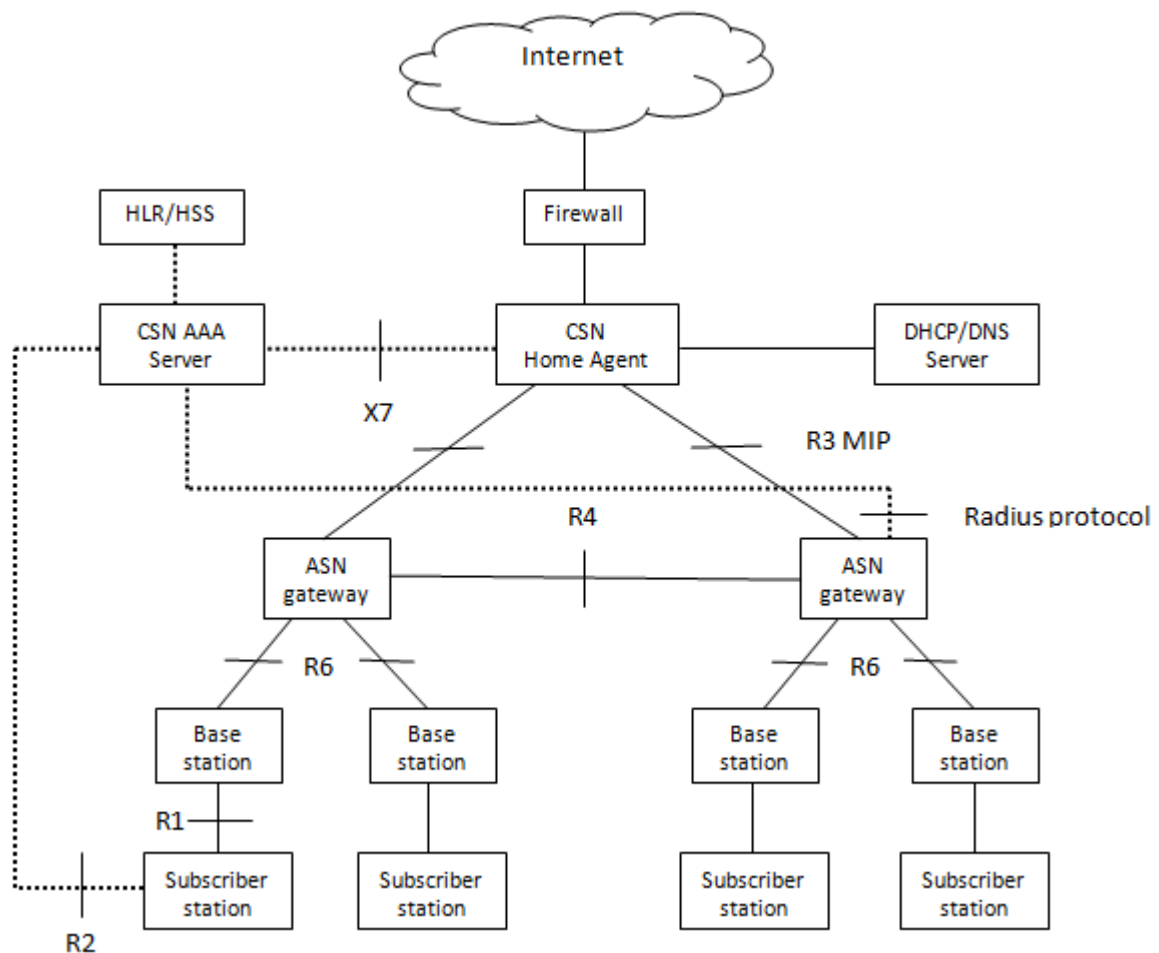 Internet
HLR/HSS
Firewall
CSN AAA
Server
CSN
Home Agent
DHCP/DNS
Server
X7
R3 MIP
R4
Radius protocol
ASN
gateway
ASN
gateway
R6
R6
Base
station
Base
station
Base
station
Base
station
R1
Subscriber
station
Subscriber
station
Subscriber
station
Subscriber
station
R2